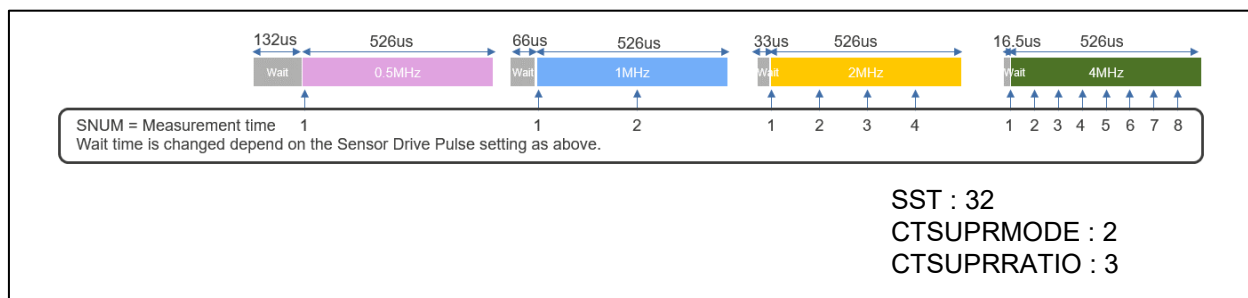 132us 526us 66us 526us 33us 526us 16.5us 526us
Wait 0.5MHz Wait 1MHz Wait 2MHz Wait 4MHz
SNUM = Measurement time 1 1 2 1 2 3 4 1 2 3 4 5 6 7 8
Wait time is changed depend on the Sensor Drive Pulse setting as above.
SST : 32
CTSUPRMODE : 2
CTSUPRRATIO : 3